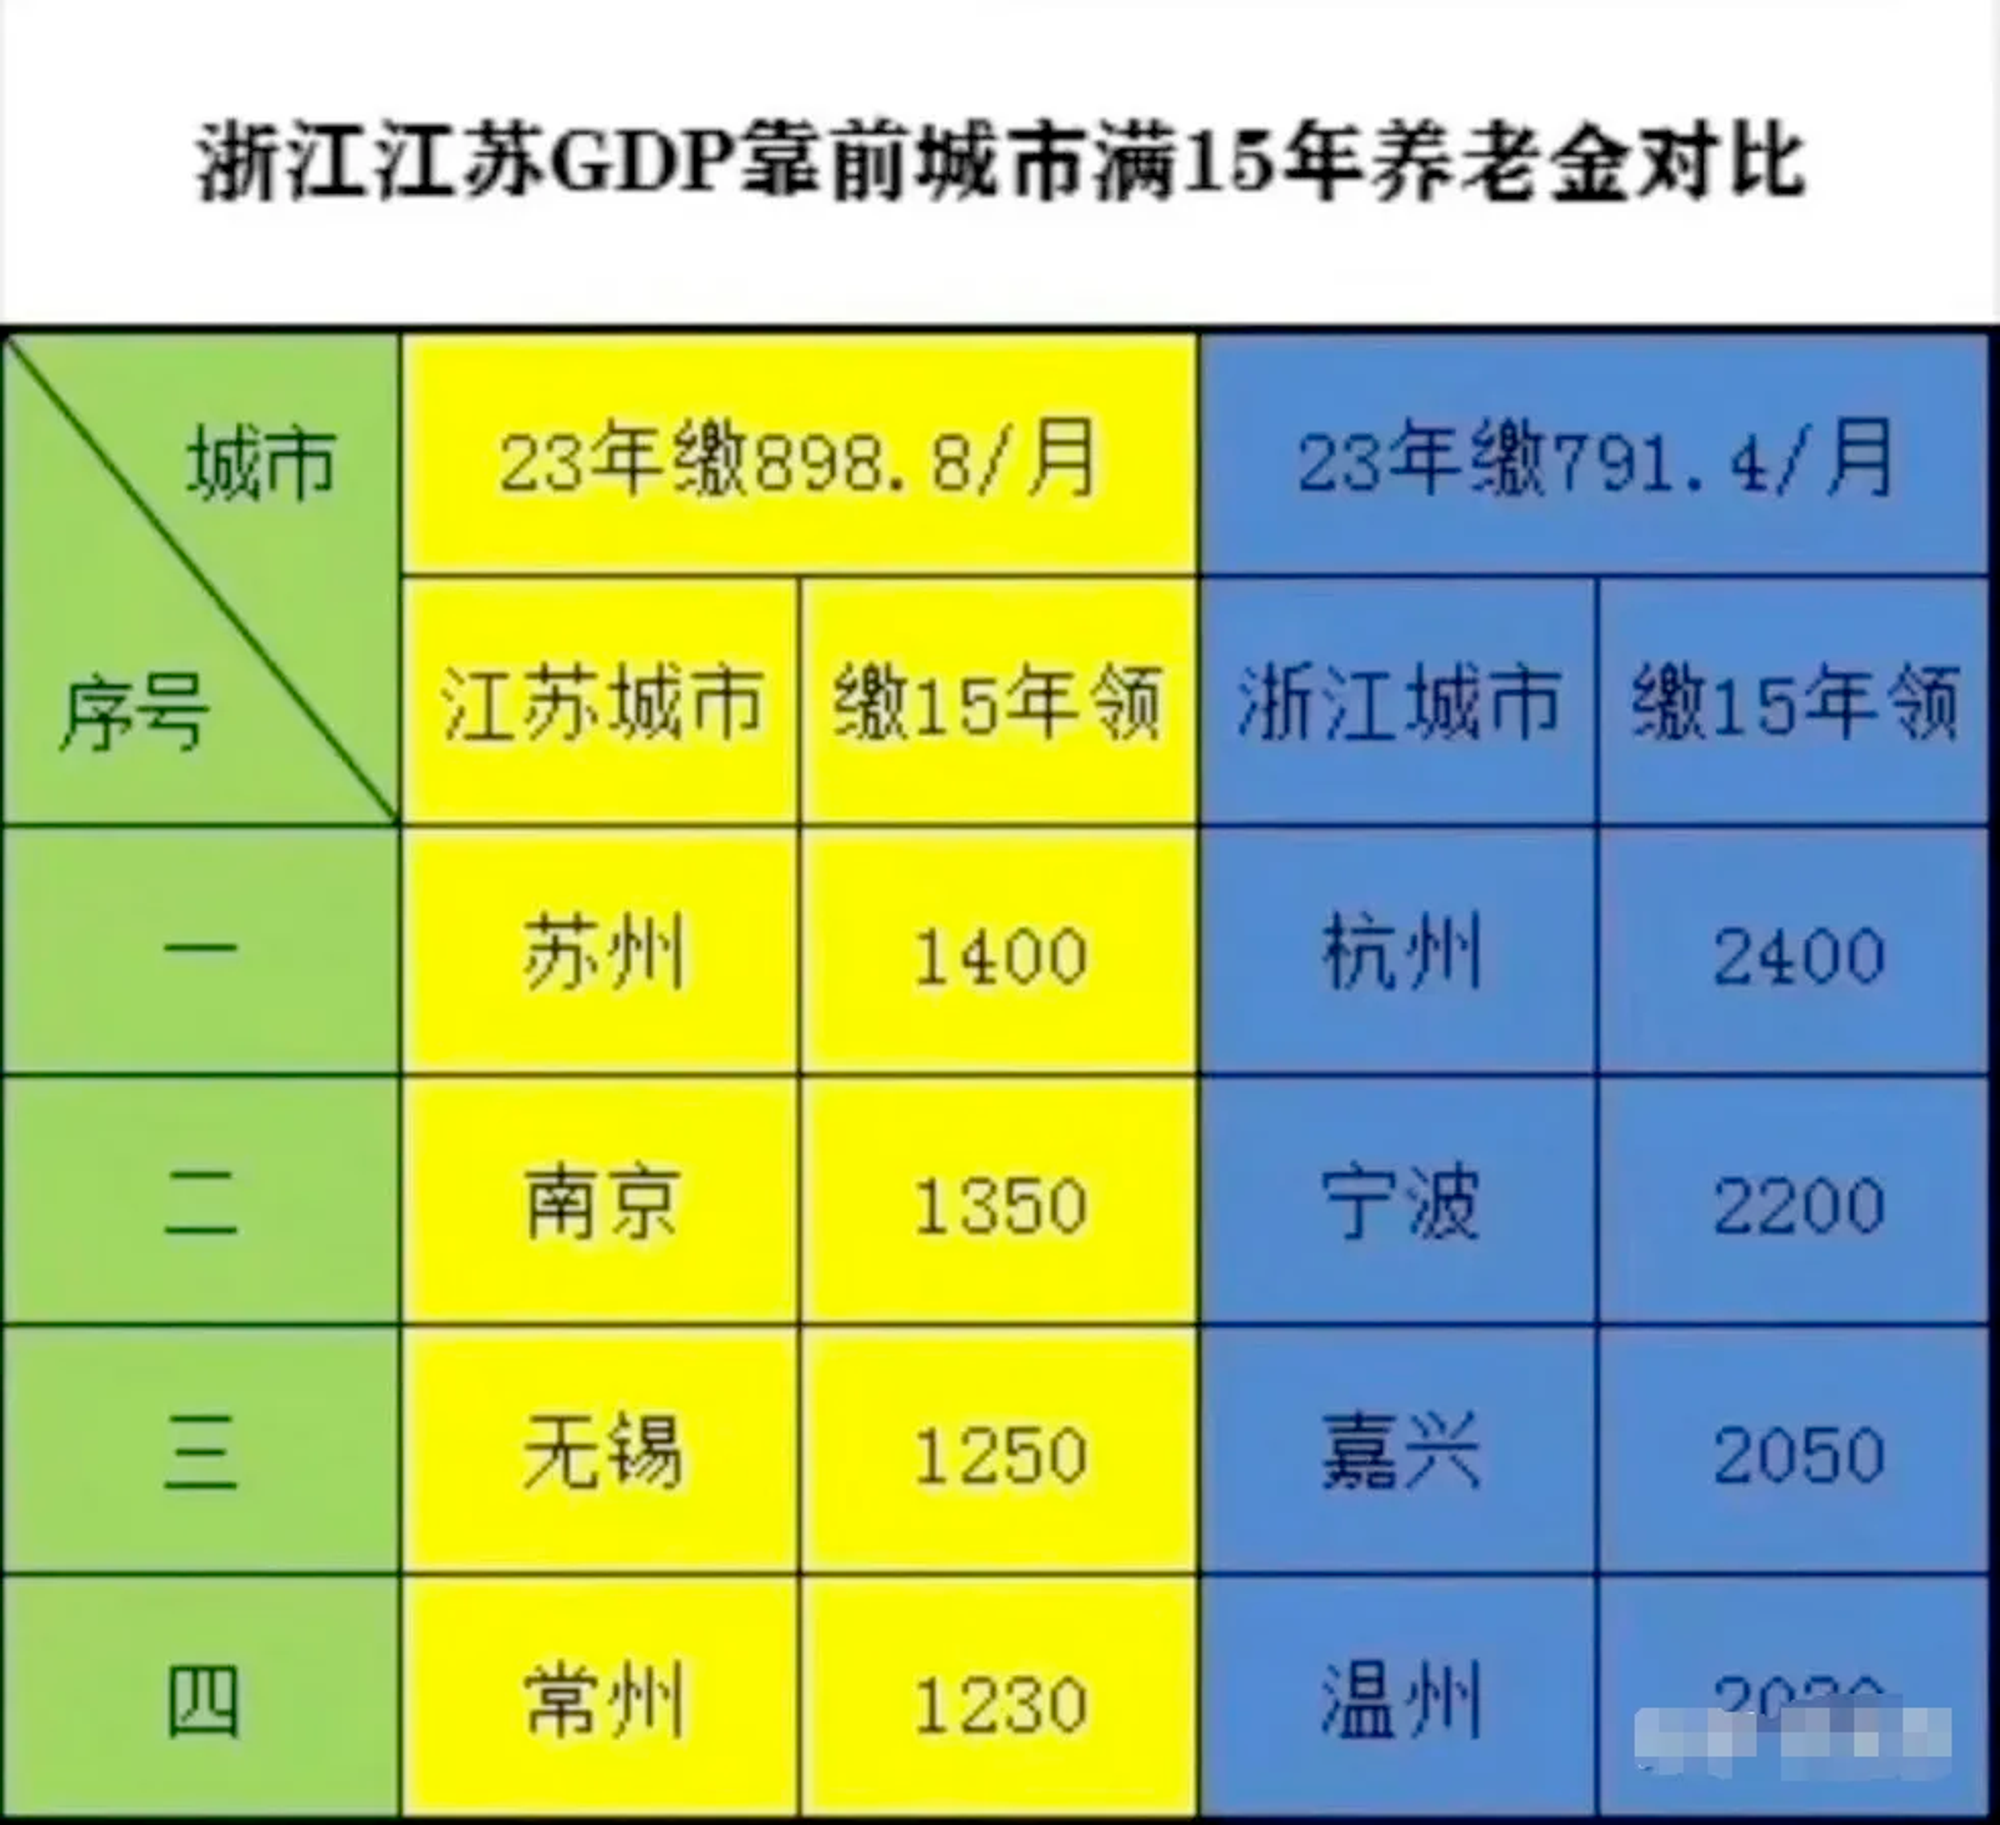 浙江江苏GDP靠前城市满15年养老金对比
城市 23年缴898.8/月 23年缴791.4/月
序号 江苏城市 缴15年领 浙江城市 缴15年领
一 苏州 1400 杭州 2400
二 南京 1350 宁波 2200
三 无锡 1250 嘉兴 2050
四 常州 1230 温州